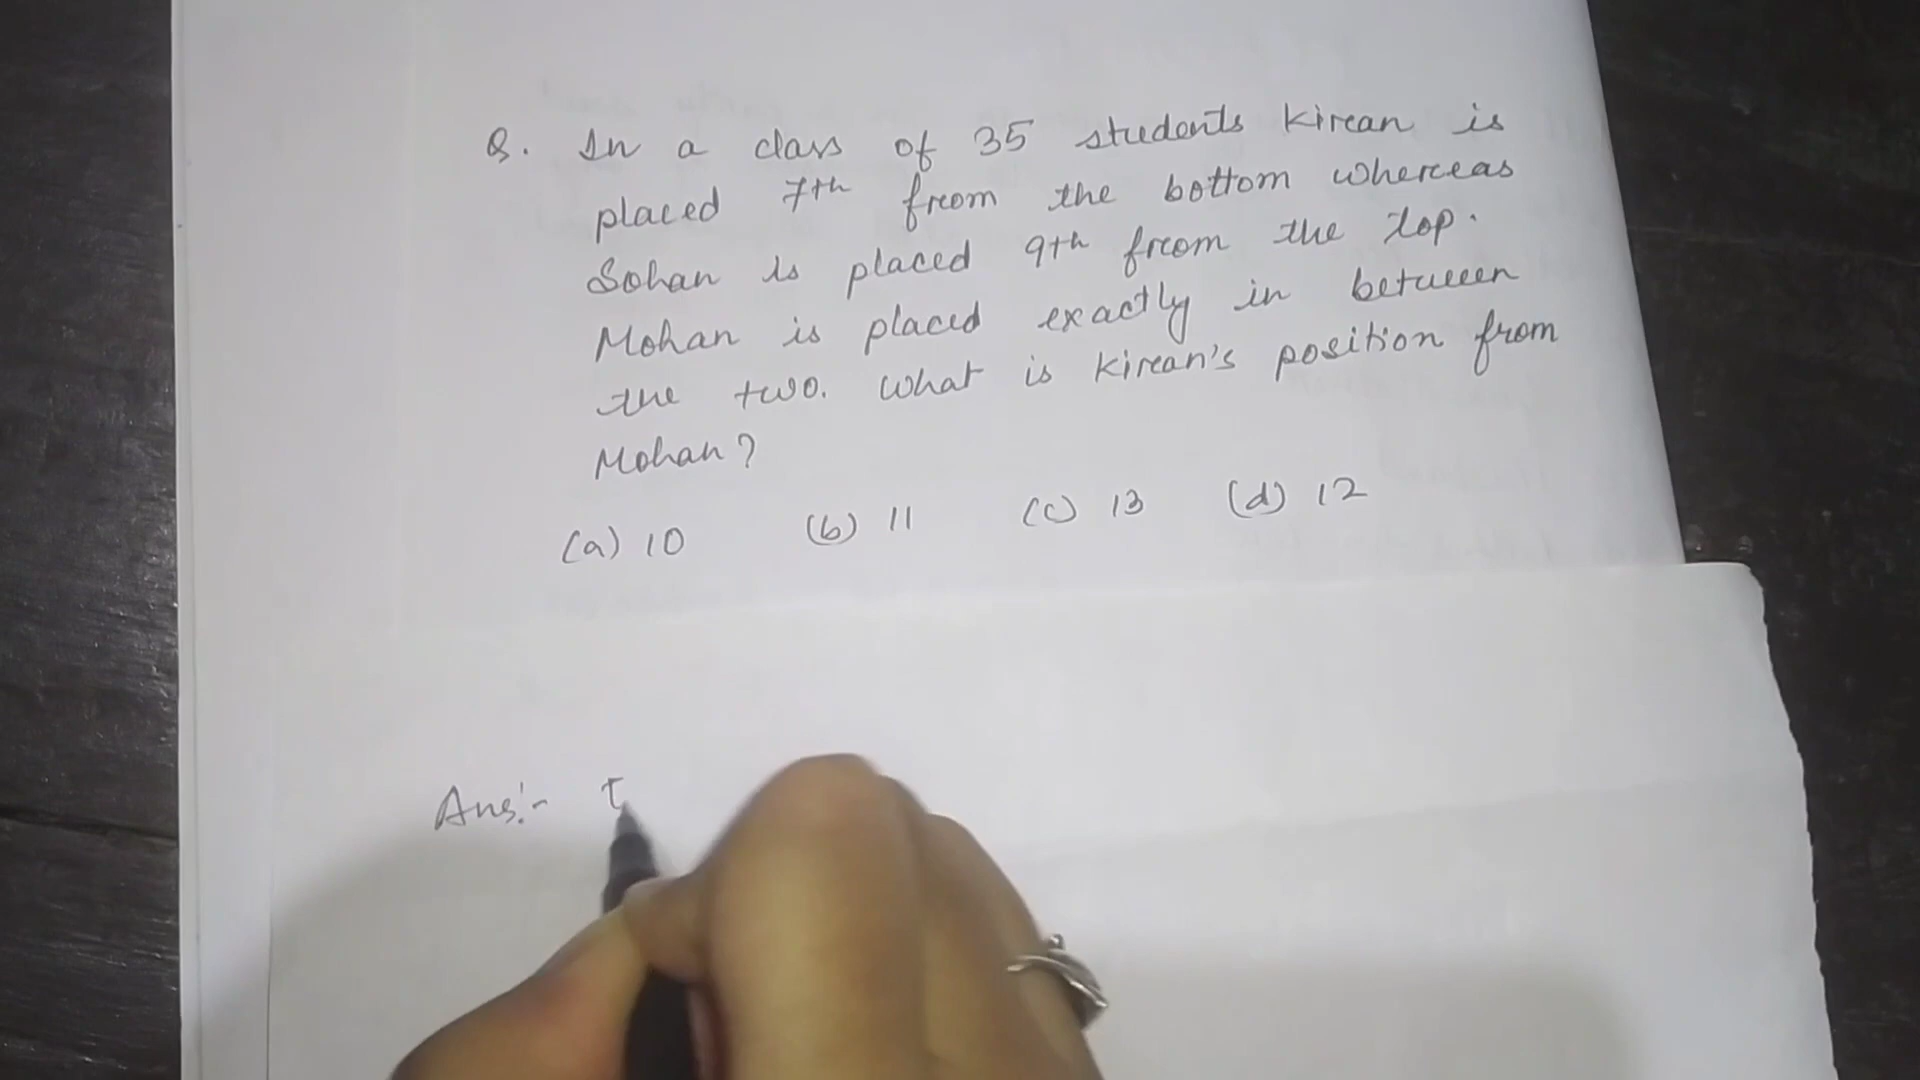 Q. In a class of 35 students Kiran is
placed 7th from the bottom whereas
Sohan is placed 9th from the top.
Mohan is placed exactly in between
the two. What is Kiran's position from
Mohan?
(a) 10 (b) 11 (c) 13 (d) 12
Ans:-